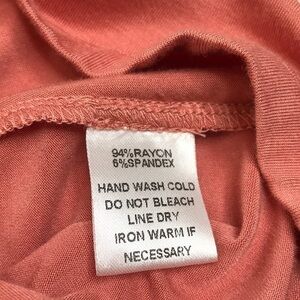 94%RAYON
6%SPANDEX
HAND WASH COLD
DO NOT BLEACH
LINE DRY
IRON WARM IF
NECESSARY